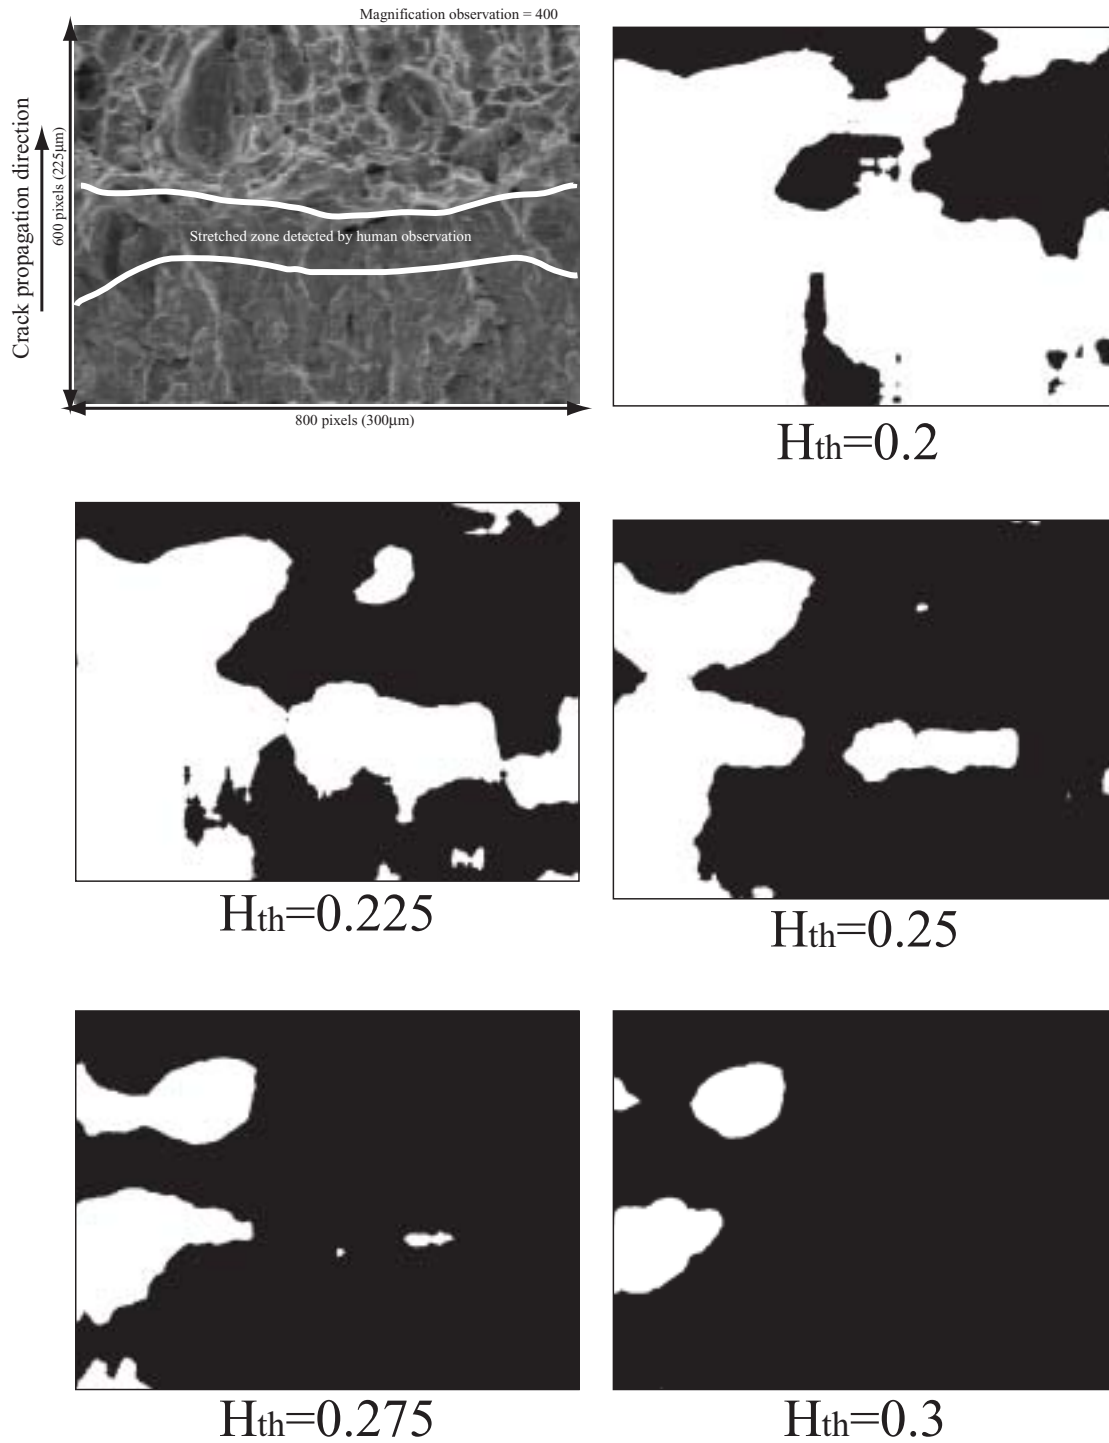 Magnification observation = 400
Crack propagation direction
600 pixels (225μm)
Stretched zone detected by human observation
800 pixels (300μm)
Hth=0.2
Hth=0.225
Hth=0.25
Hth=0.275
Hth=0.3